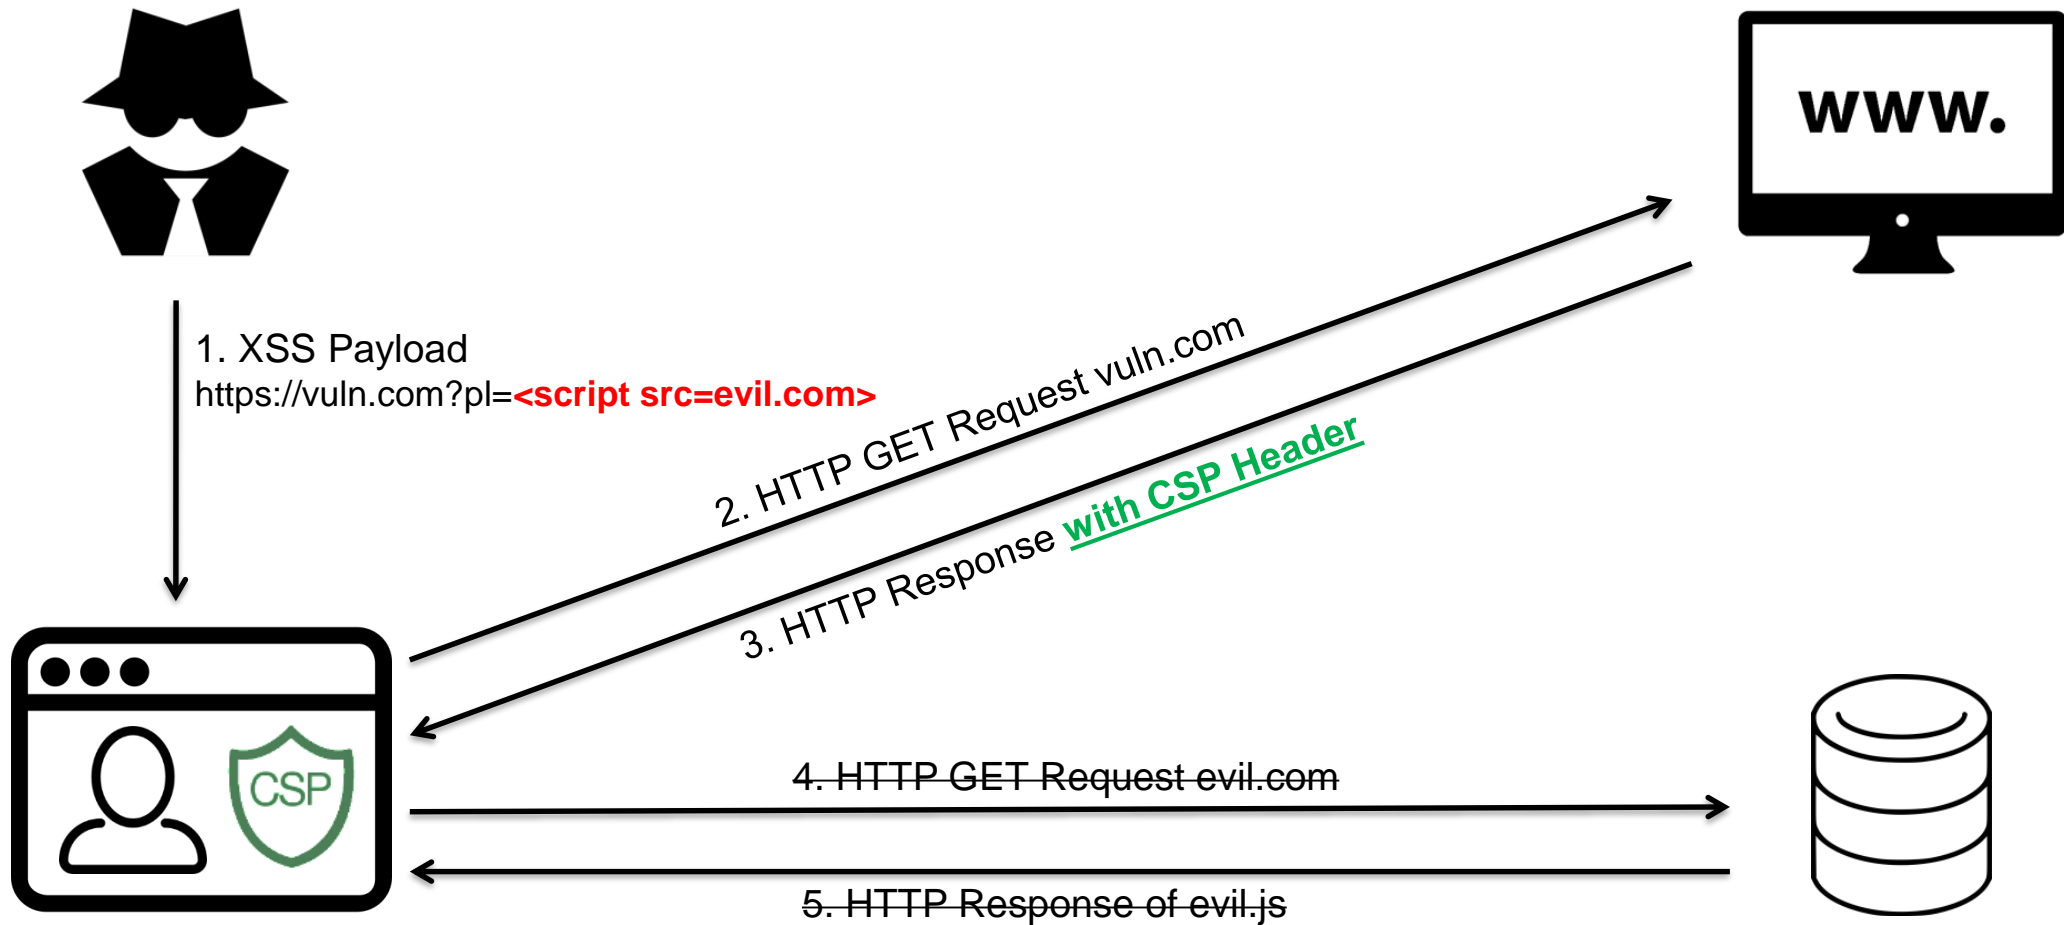 www.
1. XSS Payload
https://vuln.com?pl=<script src=evil.com>
2. HTTP GET Request vuln.com
3. HTTP Response with CSP Header
CSP
4. HTTP GET Request evil.com
5. HTTP Response of evil.js